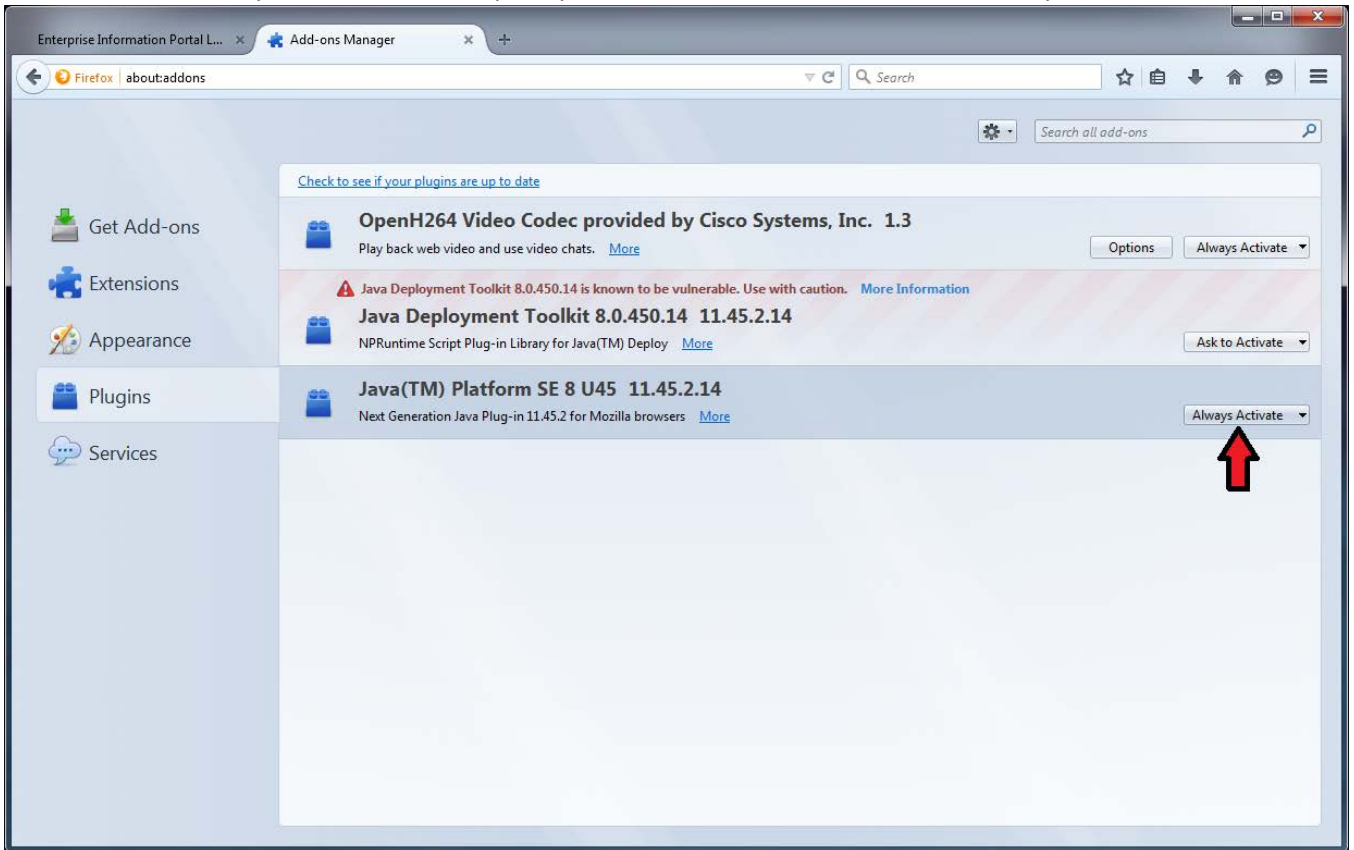 Enterprise Information Portal L...
Add-ons Manager
Firefox about:addons
Search
Search all add-ons
Check to see if your plugins are up to date
Get Add-ons
Extensions
Appearance
Plugins
Services
OpenH264 Video Codec provided by Cisco Systems, Inc. 1.3
Play back web video and use video chats. More
Options Always Activate
Java Deployment Toolkit 8.0.450.14 is known to be vulnerable. Use with caution. More Information
Java Deployment Toolkit 8.0.450.14 11.45.2.14
NPRuntime Script Plug-in Library for Java(TM) Deploy More
Ask to Activate
Java(TM) Platform SE 8 U45 11.45.2.14
Next Generation Java Plug-in 11.45.2 for Mozilla browsers More
Always Activate